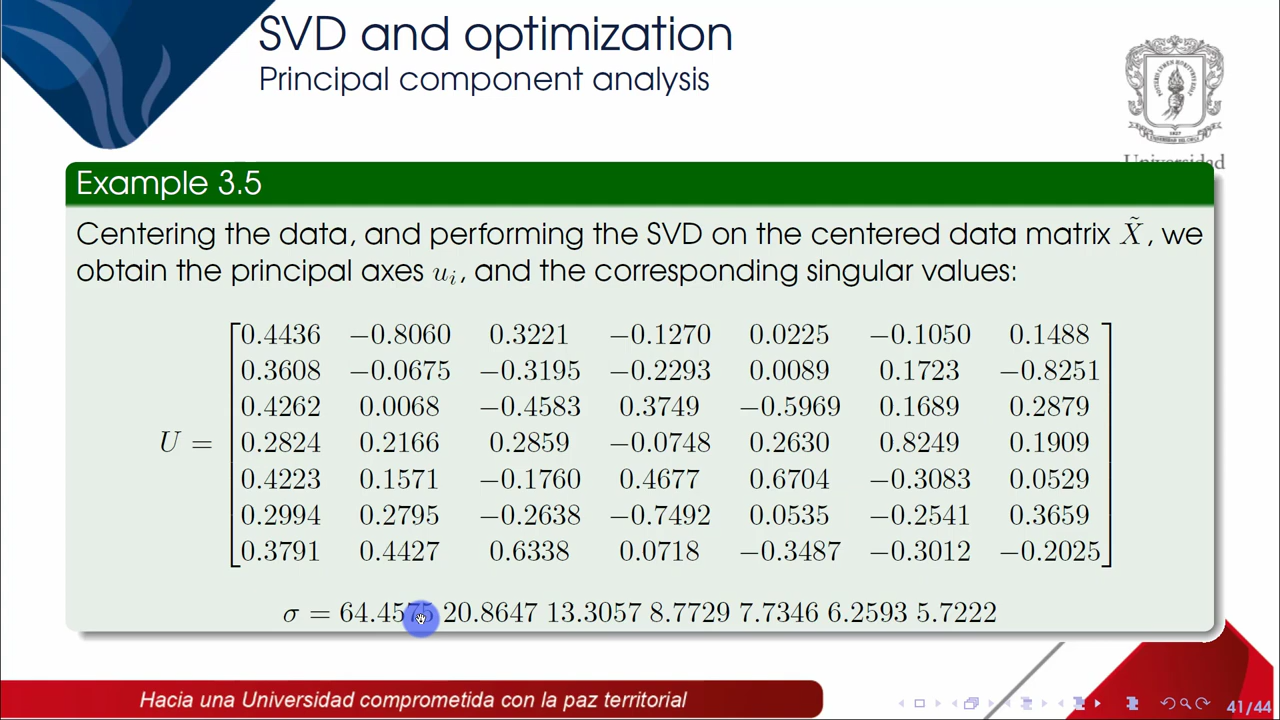 SVD and optimization
Principal component analysis
Universidad
Example 3.5
Centering the data, and performing the SVD on the centered data matrix X̃, we
obtain the principal axes uᵢ, and the corresponding singular values:
0.4436 −0.8060 0.3221 −0.1270 0.0225 −0.1050 0.1488
0.3608 −0.0675 −0.3195 −0.2293 0.0089 0.1723 −0.8251
0.4262 0.0068 −0.4583 0.3749 −0.5969 0.1689 0.2879
U = 0.2824 0.2166 0.2859 −0.0748 0.2630 0.8249 0.1909
0.4223 0.1571 −0.1760 0.4677 0.6704 −0.3083 0.0529
0.2994 0.2795 −0.2638 −0.7492 0.0535 −0.2541 0.3659
0.3791 0.4427 0.6338 0.0718 −0.3487 −0.3012 −0.2025
σ = 64.4575 20.8647 13.3057 8.7729 7.7346 6.2593 5.7222
Hacia una Universidad comprometida con la paz territorial
41/44